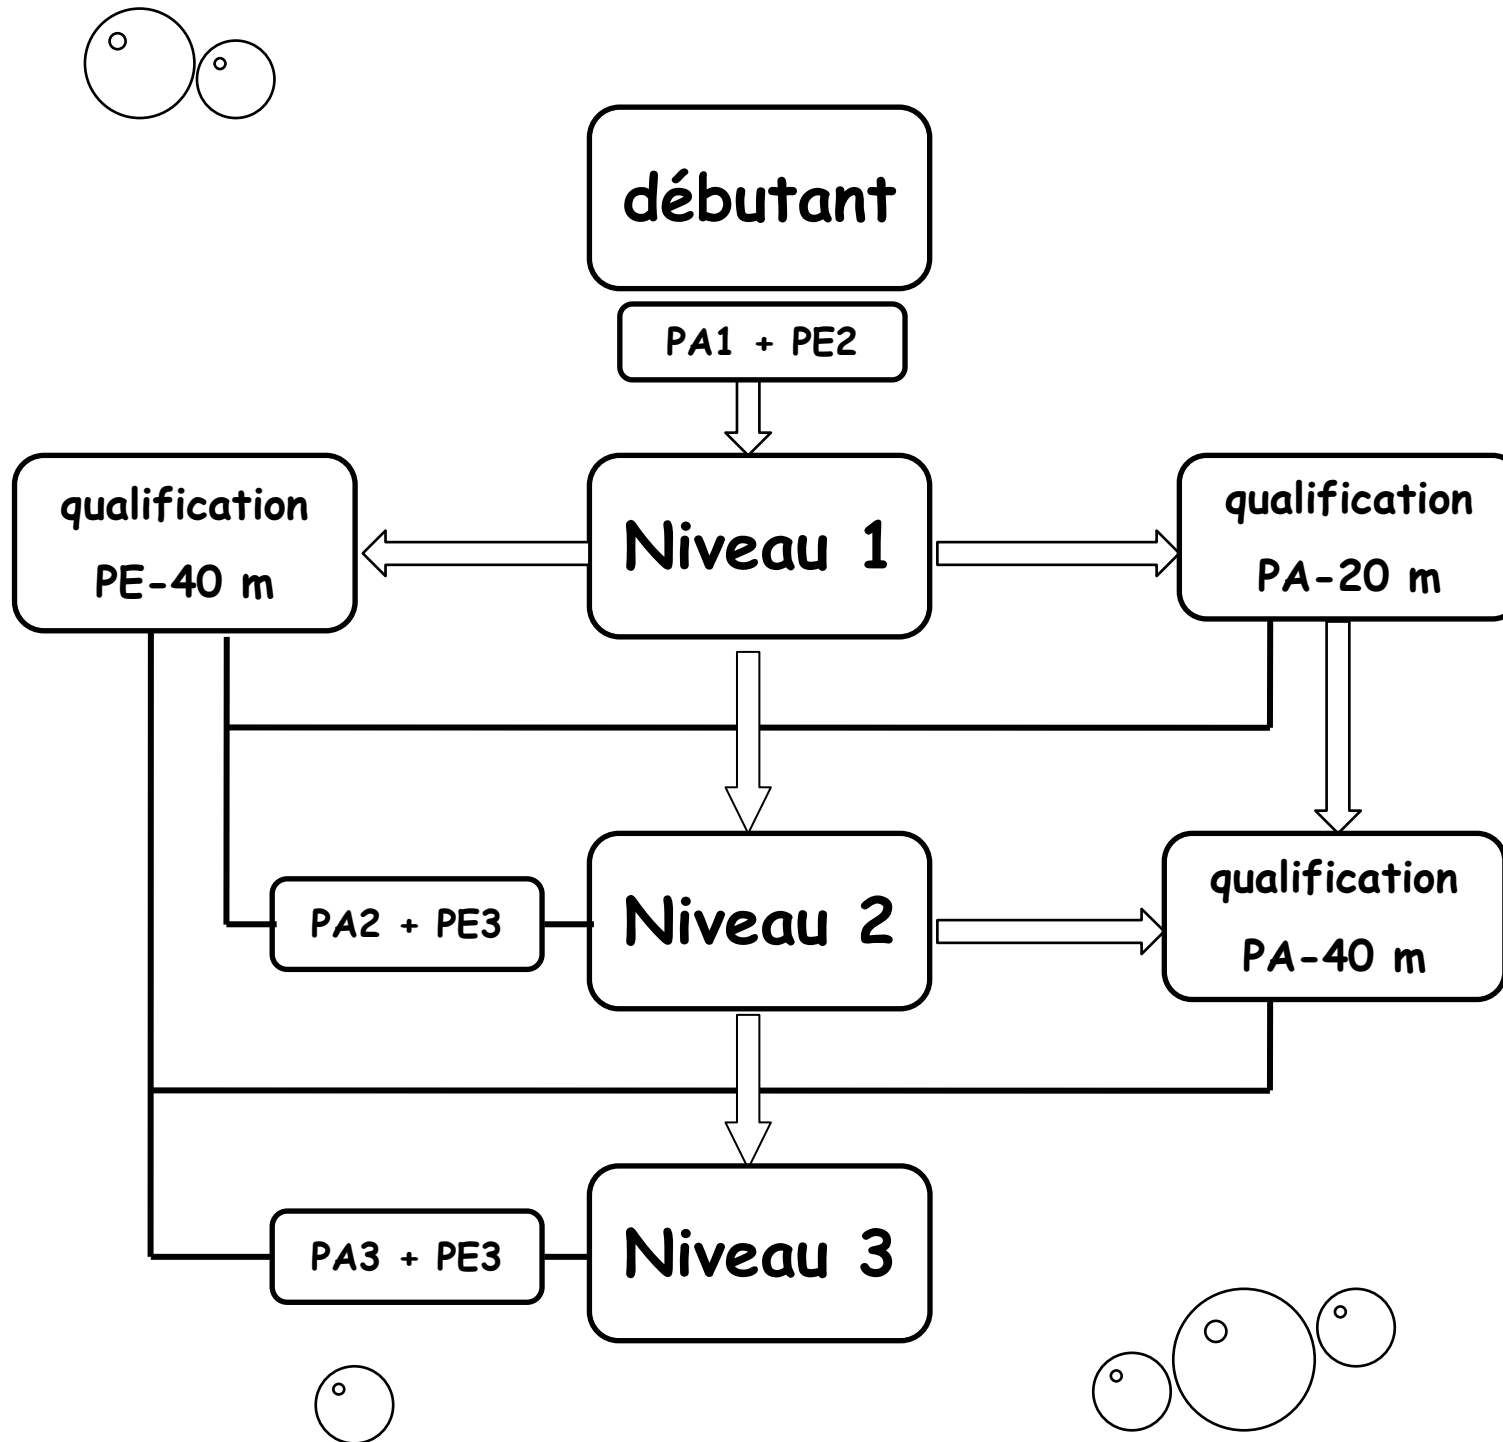 débutant
PA1 + PE2
qualification
PE-40 m
Niveau 1
qualification
PA-20 m
PA2 + PE3
Niveau 2
qualification
PA-40 m
PA3 + PE3
Niveau 3